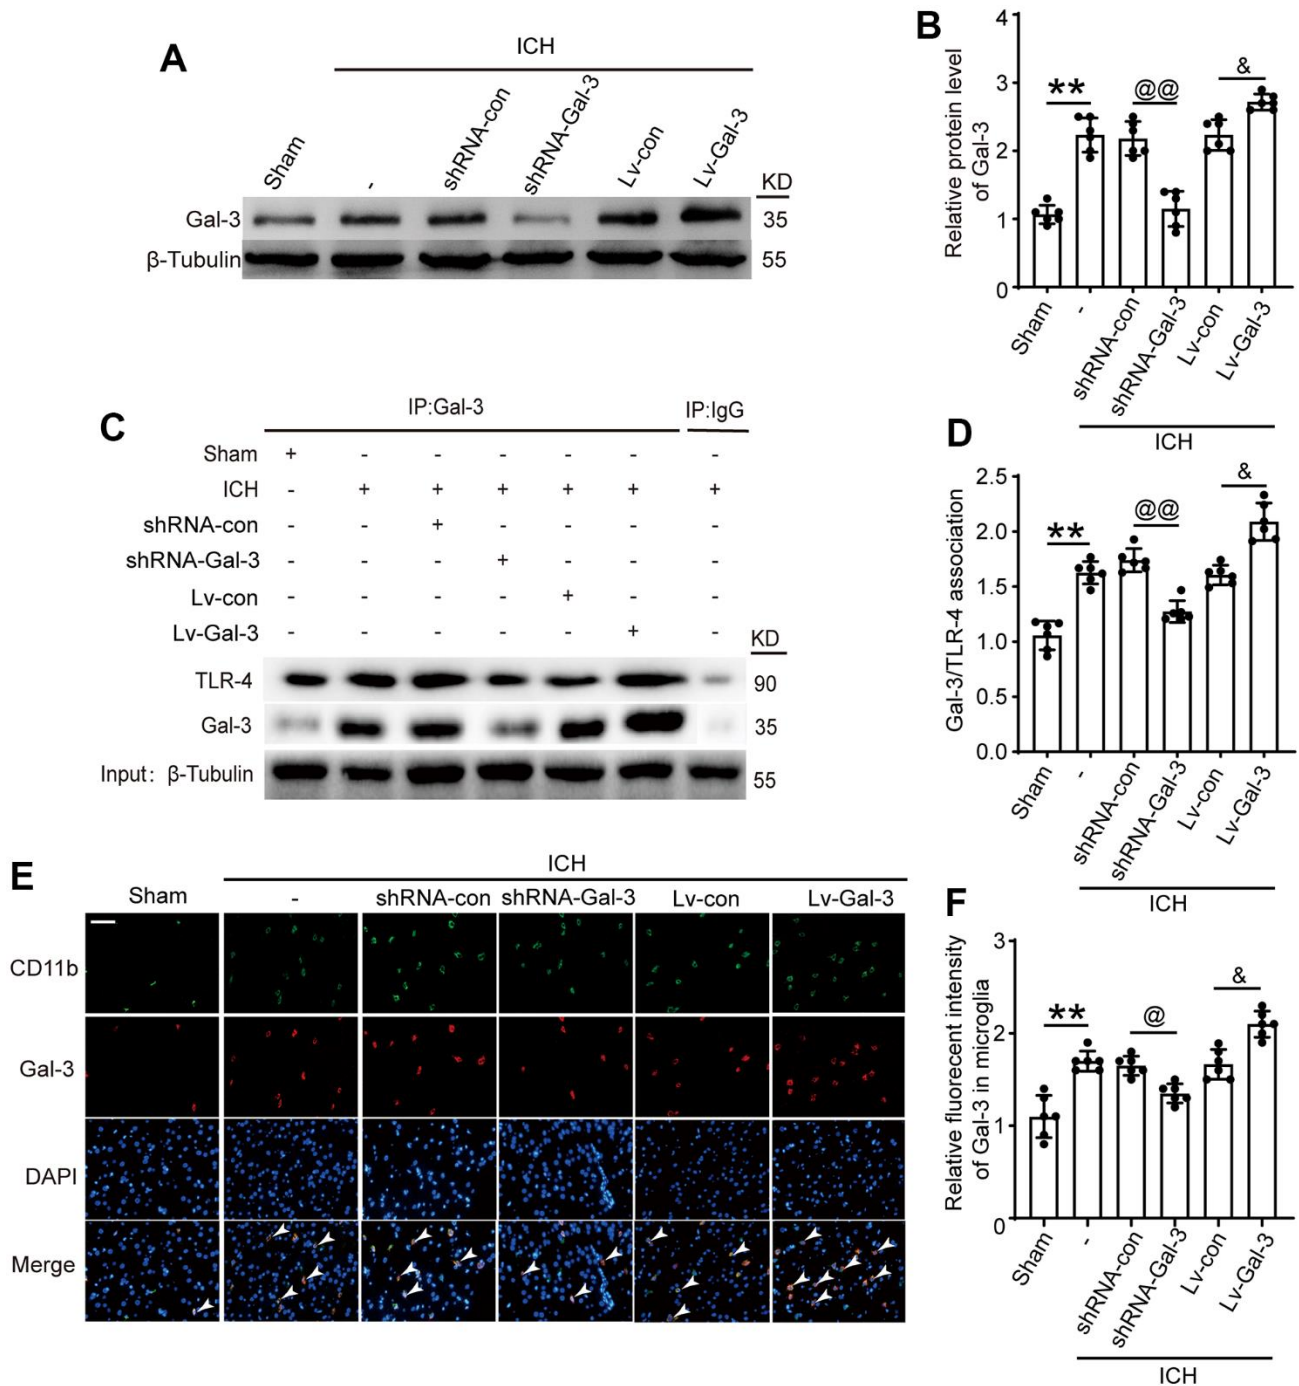 A
ICH
Sham
-
shRNA-con
shRNA-Gal-3
Lv-con
Lv-Gal-3
KD
Gal-3
35
β-Tubulin
55
B
Relative protein level
of Gal-3
4
3
2
1
0
**
@@
&
Sham
-
shRNA-con
shRNA-Gal-3
Lv-con
Lv-Gal-3
ICH
C
IP:Gal-3
IP:IgG
Sham + - - - - - -
ICH - + + + + + +
shRNA-con - - + - - - -
shRNA-Gal-3 - - - + - - -
Lv-con - - - - + - -
Lv-Gal-3 - - - - - + -
KD
TLR-4
90
Gal-3
35
Input: β-Tubulin
55
D
Gal-3/TLR-4 association
2.5
2.0
1.5
1.0
0.5
0.0
**
@@
&
Sham
-
shRNA-con
shRNA-Gal-3
Lv-con
Lv-Gal-3
ICH
E
ICH
Sham - shRNA-con shRNA-Gal-3 Lv-con Lv-Gal-3
CD11b
Gal-3
DAPI
Merge
F
Relative fluorecent intensity
of Gal-3 in microglia
3
2
1
0
**
@
&
Sham
-
shRNA-con
shRNA-Gal-3
Lv-con
Lv-Gal-3
ICH